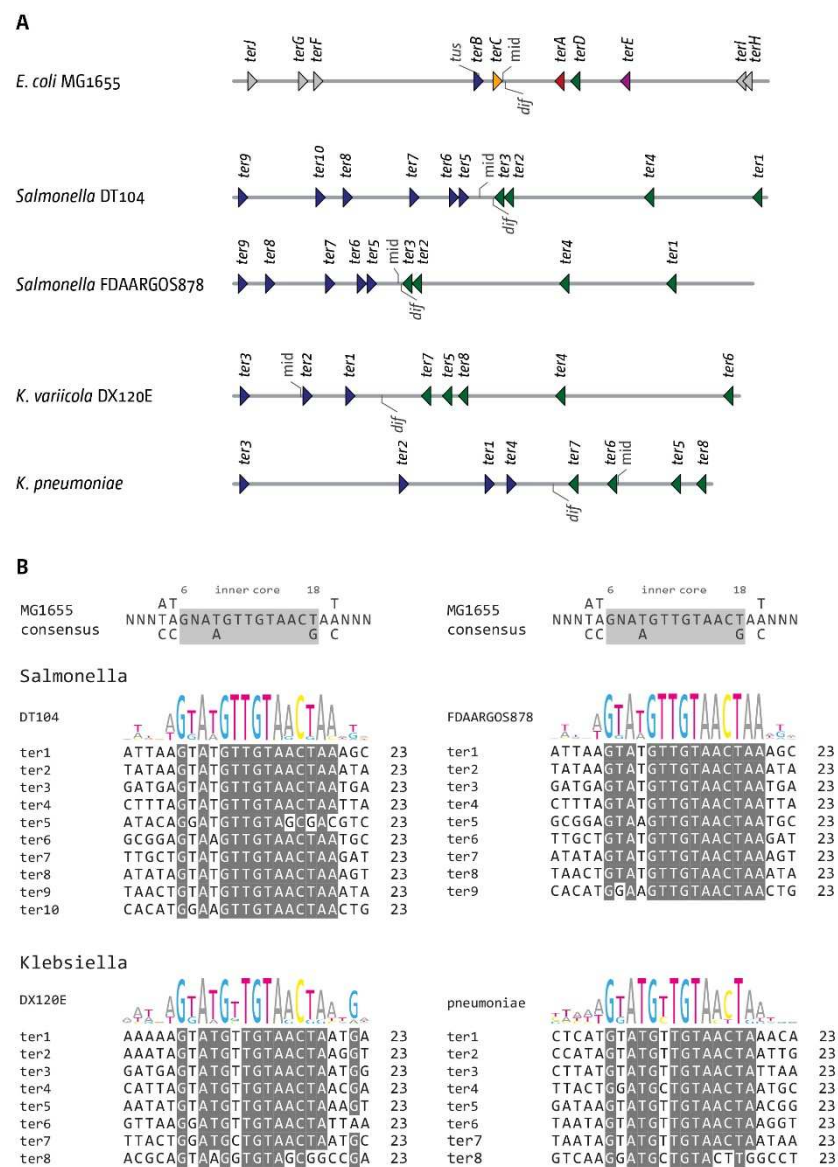 A
terJ terG terF tus terB terC mid terA terD terE terI terH
E. coli MG1655
dif
ter9 ter10 ter8 ter7 ter6 ter5 mid ter3 ter2 ter4 ter1
Salmonella DT104
dif
ter9 ter8 ter7 ter6 ter5 mid ter3 ter2 ter4 ter1
Salmonella FDAARGOS878
dif
ter3 mid ter2 ter1 ter7 ter5 ter8 ter4 ter6
K. variicola DX120E
dif
ter3 ter2 ter1 ter4 ter7 ter6 mid ter5 ter8
K. pneumoniae
dif
B
6 inner core 18
AT T
MG1655 consensus
NNNTAGNATGTTGTAACTAANNN
CC A G C
6 inner core 18
AT T
MG1655 consensus
NNNTAGNATGTTGTAACTAANNN
CC A G C
Salmonella
DT104
ter1 ATTAAGTATGTTGTAACTAAAGC 23
ter2 TATAAGTATGTTGTAACTAAATA 23
ter3 GATGAGTATGTTGTAACTAATGA 23
ter4 CTTTAGTATGTTGTAACTAATTA 23
ter5 ATACAGGATGTTGTAGCGACGTC 23
ter6 GCGGAGTAAGTTGTAACTAATGC 23
ter7 TTGCTGTATGTTGTAACTAAGAT 23
ter8 ATATAGTATGTTGTAACTAAAGT 23
ter9 TAACTGTATGTTGTAACTAAATA 23
ter10 CACATGGAAGTTGTAACTAACTG 23
FDAARGOS878
ter1 ATTAAGTATGTTGTAACTAAAGC 23
ter2 TATAAGTATGTTGTAACTAAATA 23
ter3 GATGAGTATGTTGTAACTAATGA 23
ter4 CTTTAGTATGTTGTAACTAATTA 23
ter5 GCGGAGTAAGTTGTAACTAATGC 23
ter6 TTGCTGTATGTTGTAACTAAGAT 23
ter7 ATATAGTATGTTGTAACTAAAGT 23
ter8 TAACTGTATGTTGTAACTAAATA 23
ter9 CACATGGAAGTTGTAACTAACTG 23
Klebsiella
DX120E
ter1 AAAAAGTATGTTGTAACTAATGA 23
ter2 AAATAGTATGTTGTAACTAAGGT 23
ter3 GATGAGTATGTTGTAACTAATGG 23
ter4 CATTAGTATGTTGTAACTAACGA 23
ter5 AATATGTATGTTGTAACTAAAGT 23
ter6 GTTAAGGATGTTGTAACTATTAA 23
ter7 TTACTGGATGCTGTAACTAATGC 23
ter8 ACGCAGTAAGGTGTAGCGGCCGA 23
pneumoniae
ter1 CTCATGTATGTTGTAACTAAACA 23
ter2 CCATAGTATGTTGTAACTAATTG 23
ter3 CTTATGTATGTTGTAACTATTAA 23
ter4 TTACTGGATGCTGTAACTAATGC 23
ter5 GATAAGTATGTTGTAACTAACGG 23
ter6 TAATAGTATGTTGTAACTAAGGT 23
ter7 TAATAGTATGTTGTAACTAATAA 23
ter8 GTCAAGGATGCTGTACTTGGCCT 23